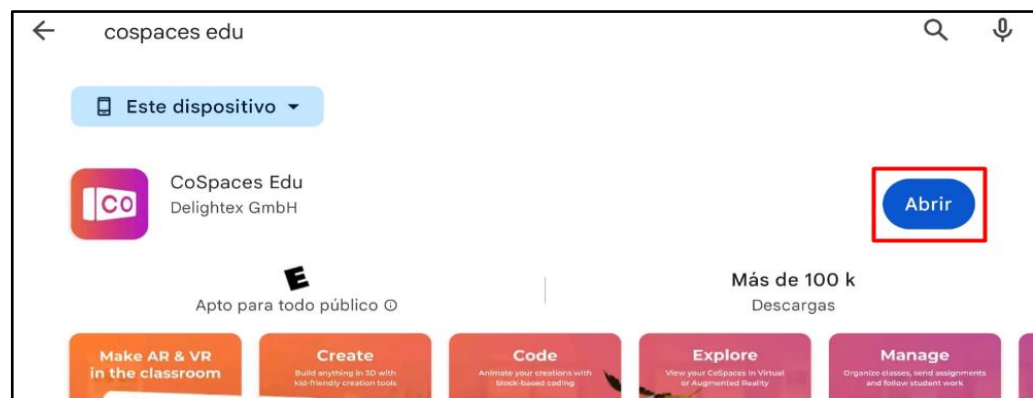 cospaces edu
Este dispositivo
CO
CoSpaces Edu
Delightex GmbH
Abrir
E
Apto para todo público
Más de 100 k
Descargas
Make AR & VR
in the classroom
Create
Build anything in 3D with
kid-friendly creation tools
Code
Animate your creations with
block-based coding
Explore
View your CoSpaces in Virtual
or Augmented Reality
Manage
Organize classes, send assignments
and follow student work